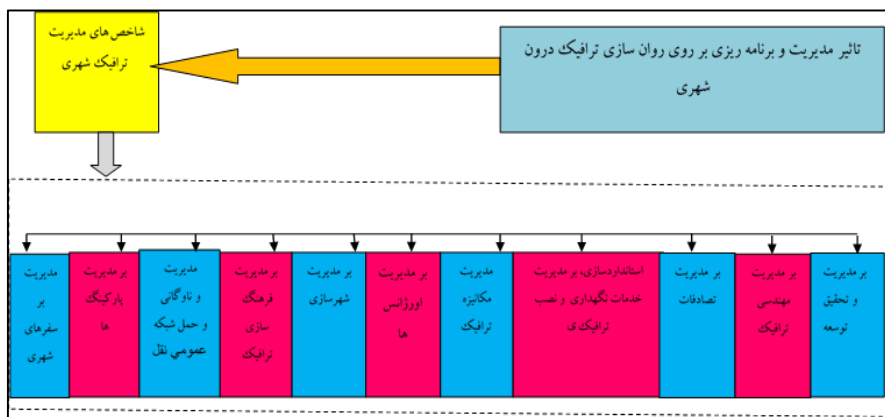 تاثیر مدیریت و برنامه ریزی بر روی روان سازی ترافیک درون
شهری
شاخص های مدیریت
ترافیک شهری
بر مدیریت
و تحقیق
توسعه
بر مدیریت
مهندسی
ترافیک
بر مدیریت
تصادفات
استانداردسازی، بر مدیریت
خدمات نگهداری و نصب
ترافیک ی
مدیریت
مکانیزه
ترافیک
بر مدیریت
اورژانس
ها
بر مدیریت
شهرسازی
بر مدیریت
فرهنگ
سازی
ترافیک
مدیریت
و ناوگانی
و حمل شبکه
عمومي نقل
بر مدیریت
پارکینگ
ها
مدیریت
بر
سفرهای
شهری